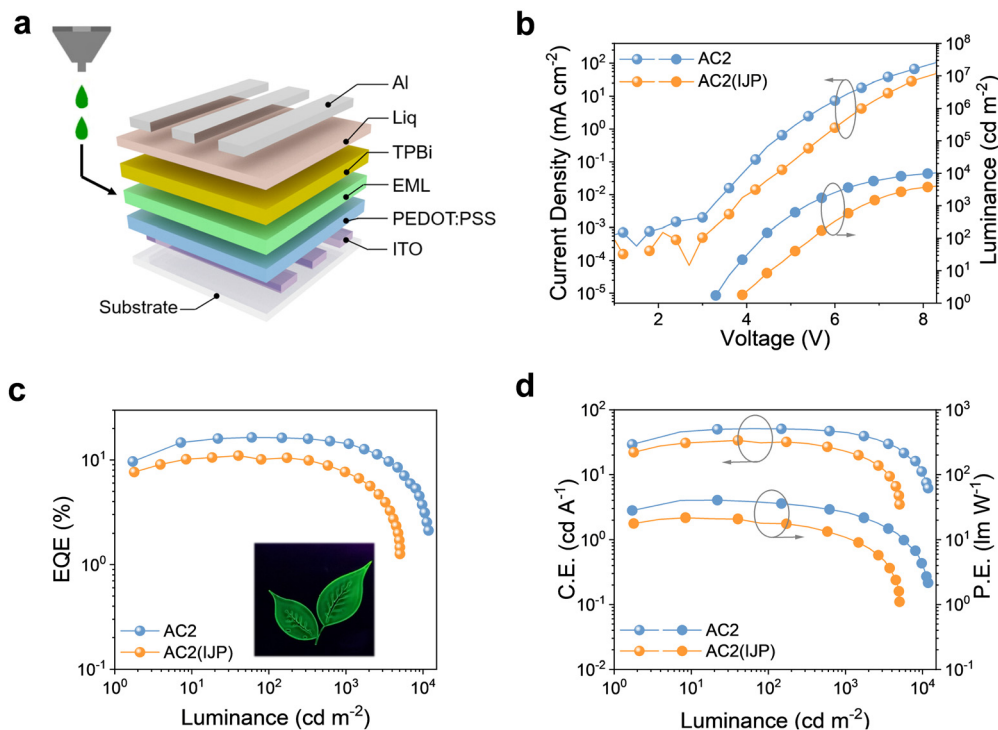 a
Al
Liq
TPBi
EML
PEDOT:PSS
ITO
Substrate
b
AC2
AC2(IJP)
Current Density (mA cm⁻²)
10² 10¹ 10⁰ 10⁻¹ 10⁻² 10⁻³ 10⁻⁴ 10⁻⁵
Luminance (cd m⁻²)
10⁸ 10⁷ 10⁶ 10⁵ 10⁴ 10³ 10² 10¹ 10⁰
2 4 6 8
Voltage (V)
c
EQE (%)
10¹ 10⁰ 10⁻¹
AC2
AC2(IJP)
10⁰ 10¹ 10² 10³ 10⁴
Luminance (cd m⁻²)
d
C.E. (cd A⁻¹)
10² 10¹ 10⁰ 10⁻¹ 10⁻²
P.E. (lm W⁻¹)
10³ 10² 10¹ 10⁰ 10⁻¹
AC2
AC2(IJP)
10⁰ 10¹ 10² 10³ 10⁴
Luminance (cd m⁻²)